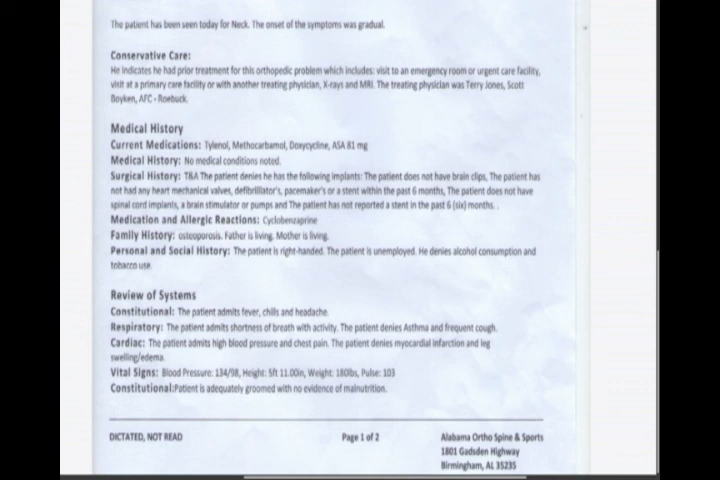 The patient has been seen today for Neck. The onset of the symptoms was gradual.
Conservative Care:
He indicates he had prior treatment for this orthopedic problem which includes: visit to an emergency room or urgent care facility,
visit at a primary care facility or with another treating physician, X-rays and MRI. The treating physician was Terry Jones, Scott
Boyken, AFC - Roebuck.
Medical History
Current Medications: Tylenol, Methocarbamol, Doxycycline, ASA 81 mg
Medical History: No medical conditions noted.
Surgical History: T&A The patient denies he has the following implants: The patient does not have brain clips, The patient has
not had any heart mechanical valves, defibrillator's, pacemaker's or a stent within the past 6 months, The patient does not have
spinal cord implants, a brain stimulator or pumps and The patient has not reported a stent in the past 6 (six) months. .
Medication and Allergic Reactions: Cyclobenzaprine
Family History: osteoporosis. Father is living. Mother is living.
Personal and Social History: The patient is right-handed. The patient is unemployed. He denies alcohol consumption and
tobacco use.
Review of Systems
Constitutional: The patient admits fever, chills and headache.
Respiratory: The patient admits shortness of breath with activity. The patient denies Asthma and frequent cough.
Cardiac: The patient admits high blood pressure and chest pain. The patient denies myocardial infarction and leg
swelling/edema.
Vital Signs: Blood Pressure: 134/98, Height: 5ft 11.00in, Weight: 180lbs, Pulse: 103
Constitutional:Patient is adequately groomed with no evidence of malnutrition.
DICTATED, NOT READ
Page 1 of 2
Alabama Ortho Spine & Sports
1801 Gadsden Highway
Birmingham, AL 35235